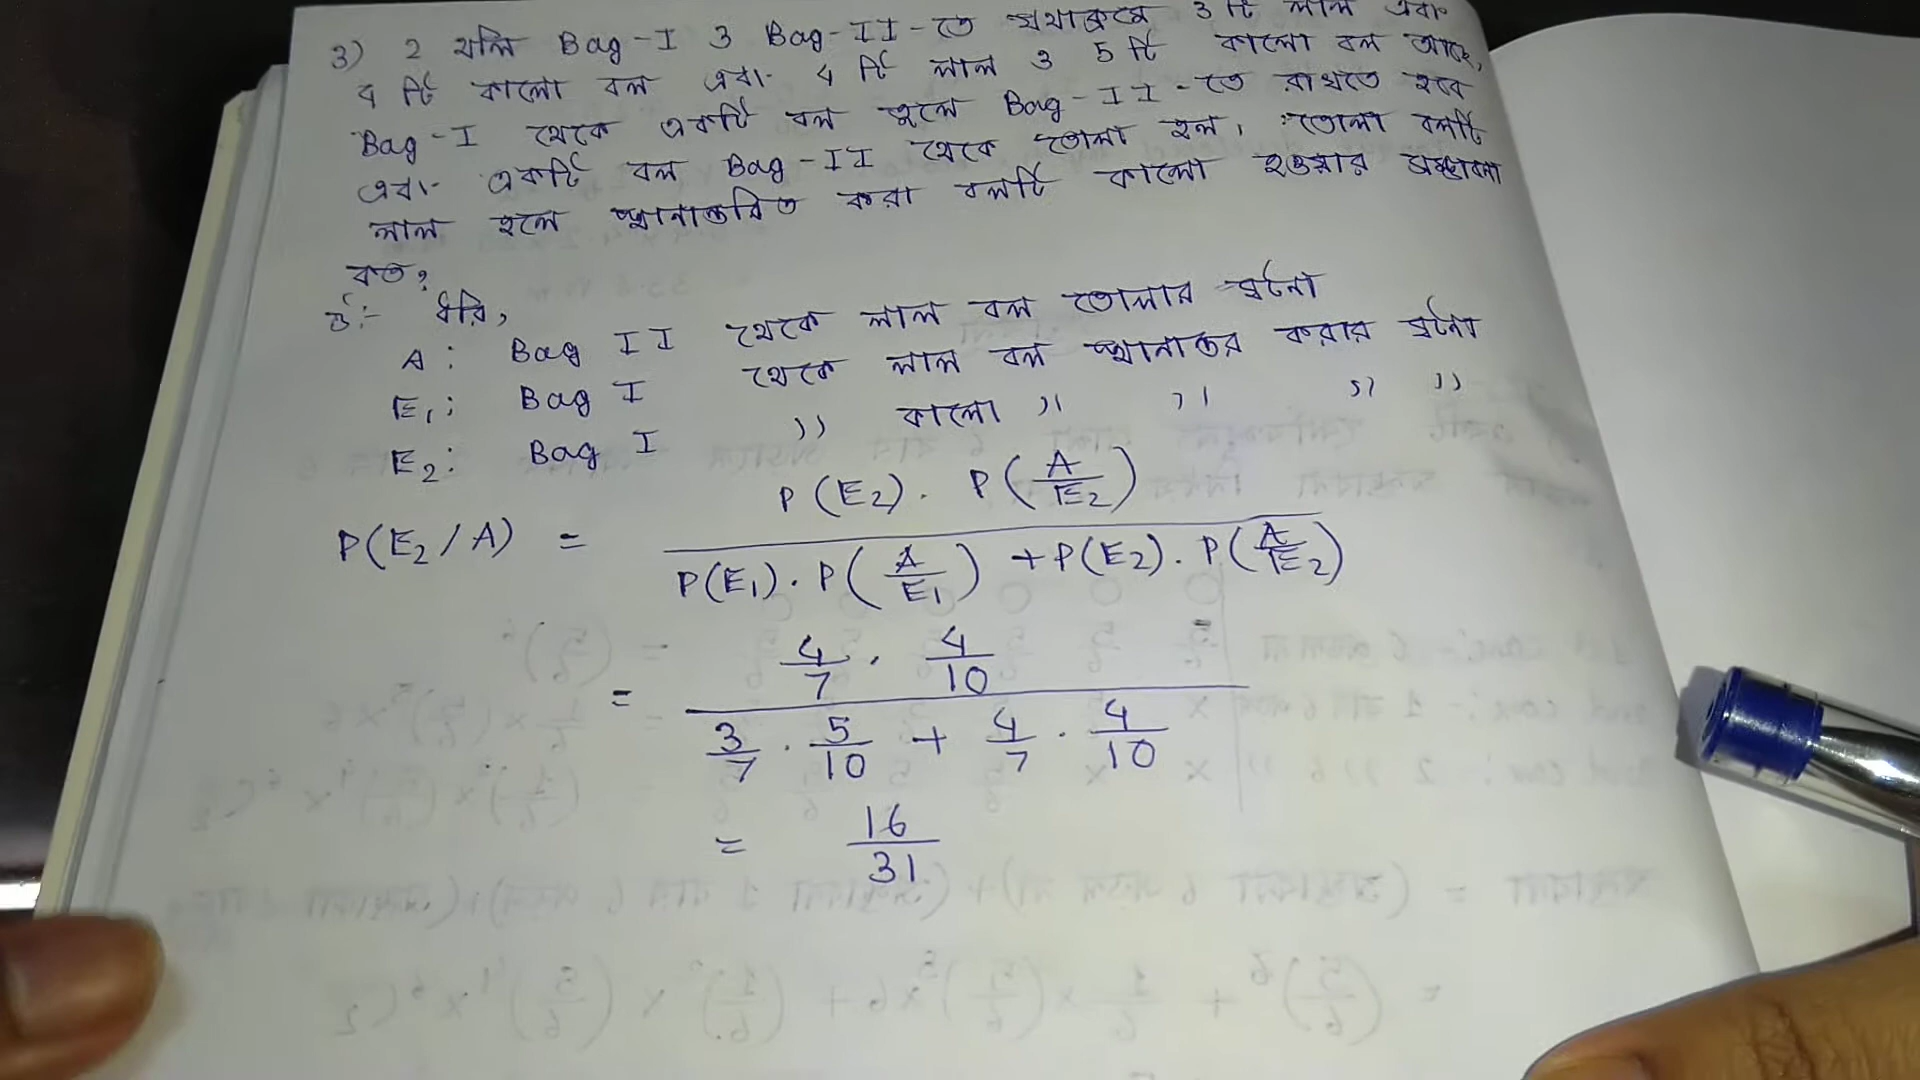 3) 2 থলি Bag-I ও Bag-II-তে যথাক্রমে 3 টি লাল এবং
4 টি কালো বল এবং 4 টি লাল ও 5 টি কালো বল আছে,
Bag-I থেকে একটি বল তুলে Bag-II-তে রাখতে হবে
এবং একটি বল Bag-II থেকে তোলা হল। তোলা বলটি
লাল হলে স্থানান্তরিত করা বলটি কালো হওয়ার সম্ভাবনা
কত?
উঃ- ধরি,
A: Bag II থেকে লাল বল তোলার ঘটনা
E₁: Bag I থেকে লাল বল স্থানান্তর করার ঘটনা
E₂: Bag I ,, কালো ,, ,, ,, ,,
P(E₂/A) = P(E₂). P(A/E₂) / P(E₁). P(A/E₁) + P(E₂). P(A/E₂)
= 4/7 . 4/10 / 3/7 . 5/10 + 4/7 . 4/10
= 16/31